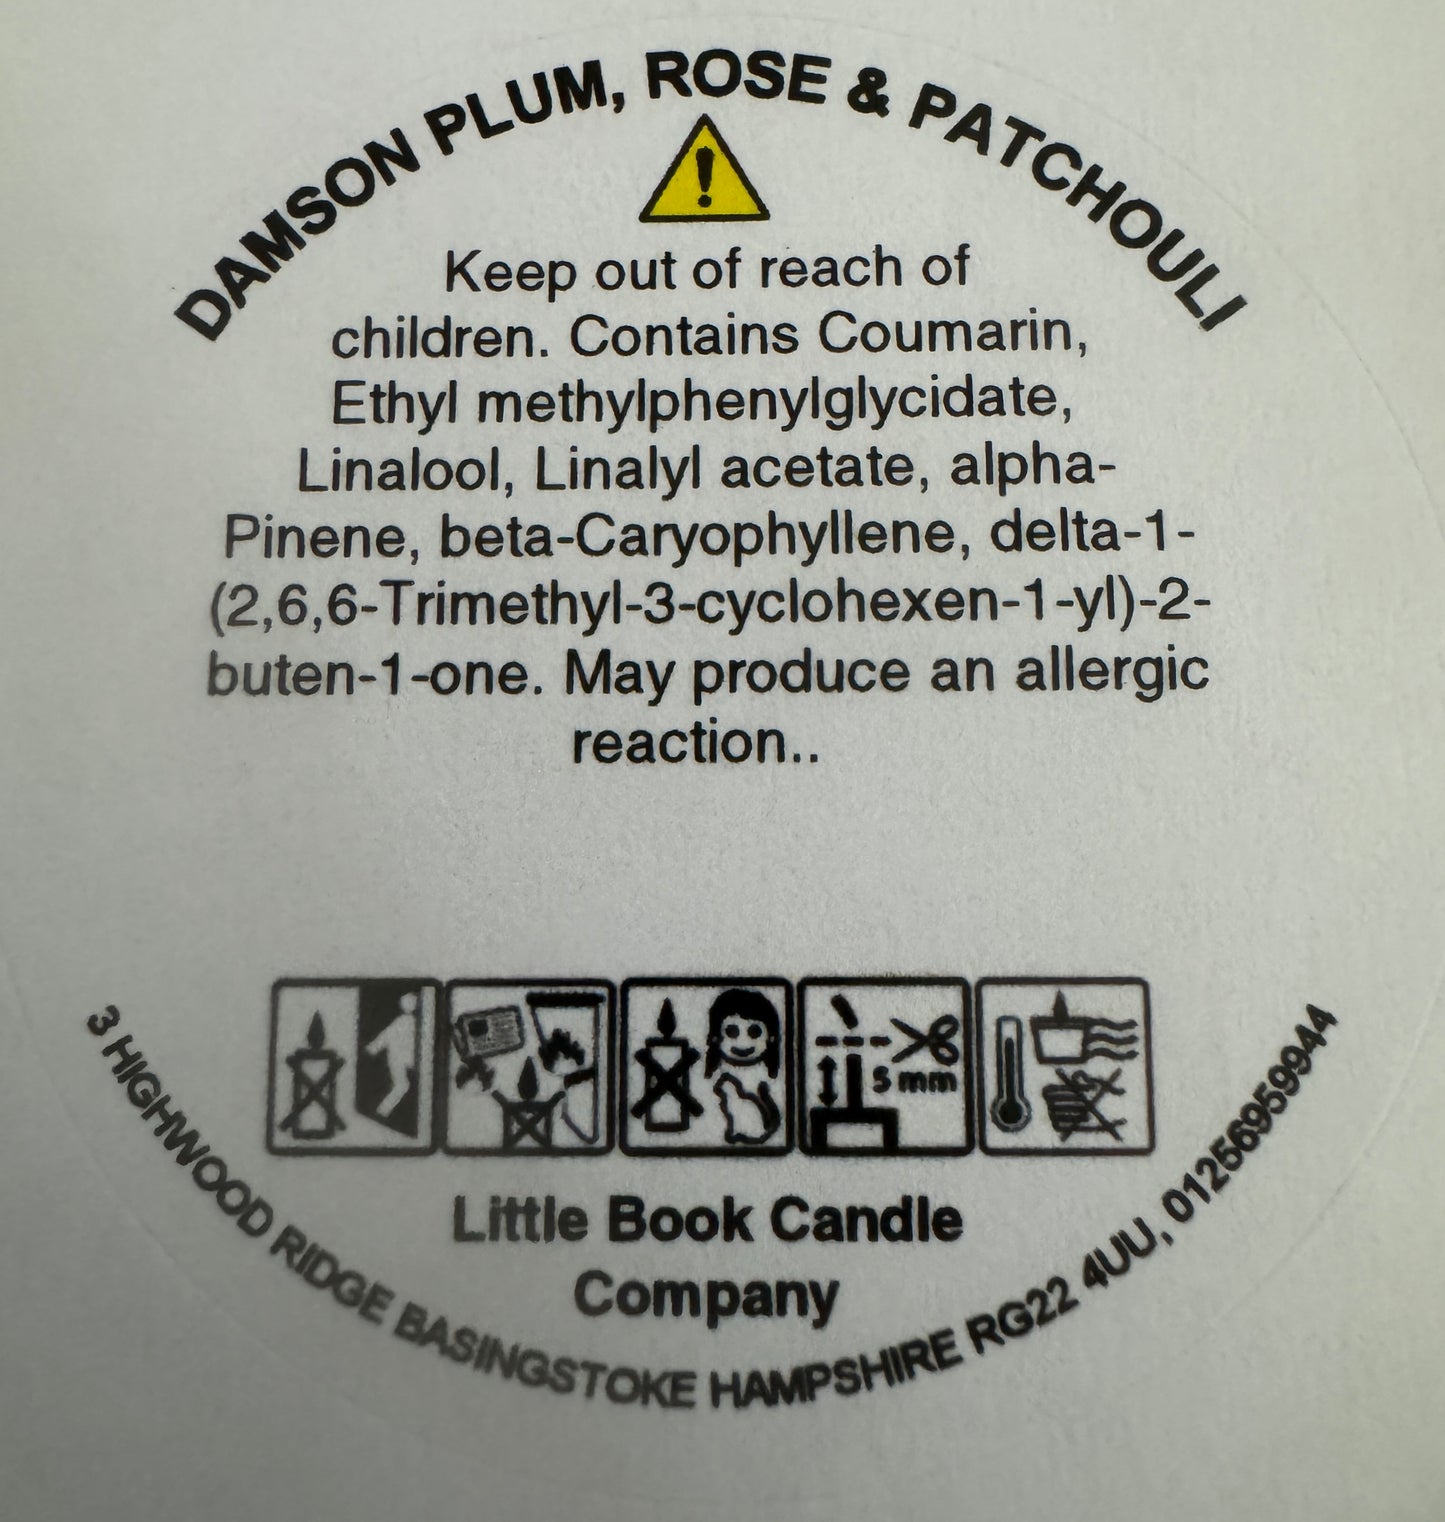 DAMSON PLUM, ROSE & PATCHOULI
!
Keep out of reach of
children. Contains Coumarin,
Ethyl methylphenylglycidate,
Linalool, Linalyl acetate, alpha-
Pinene, beta-Caryophyllene, delta-1-
(2,6,6-Trimethyl-3-cyclohexen-1-yl)-2-
buten-1-one. May produce an allergic
reaction..
5 mm
Little Book Candle
Company
3 HIGHWOOD RIDGE BASINGSTOKE HAMPSHIRE RG22 4UU, 01256959944